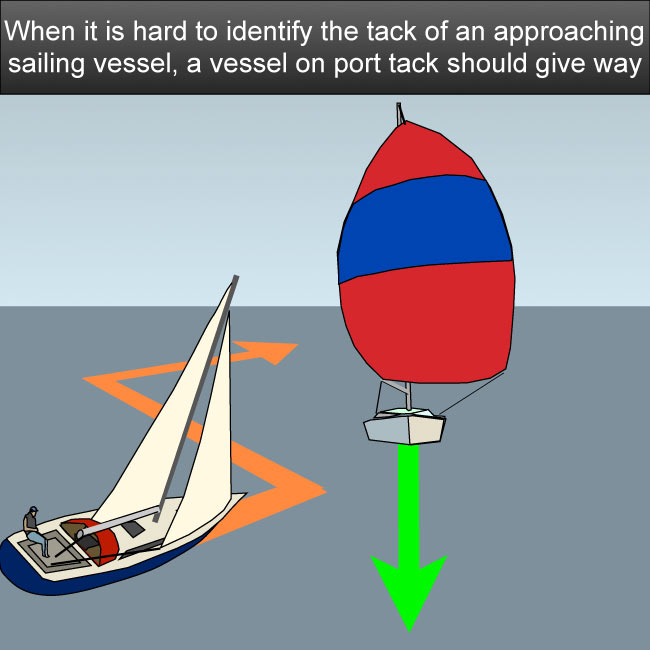 When it is hard to identify the tack of an approaching
sailing vessel, a vessel on port tack should give way